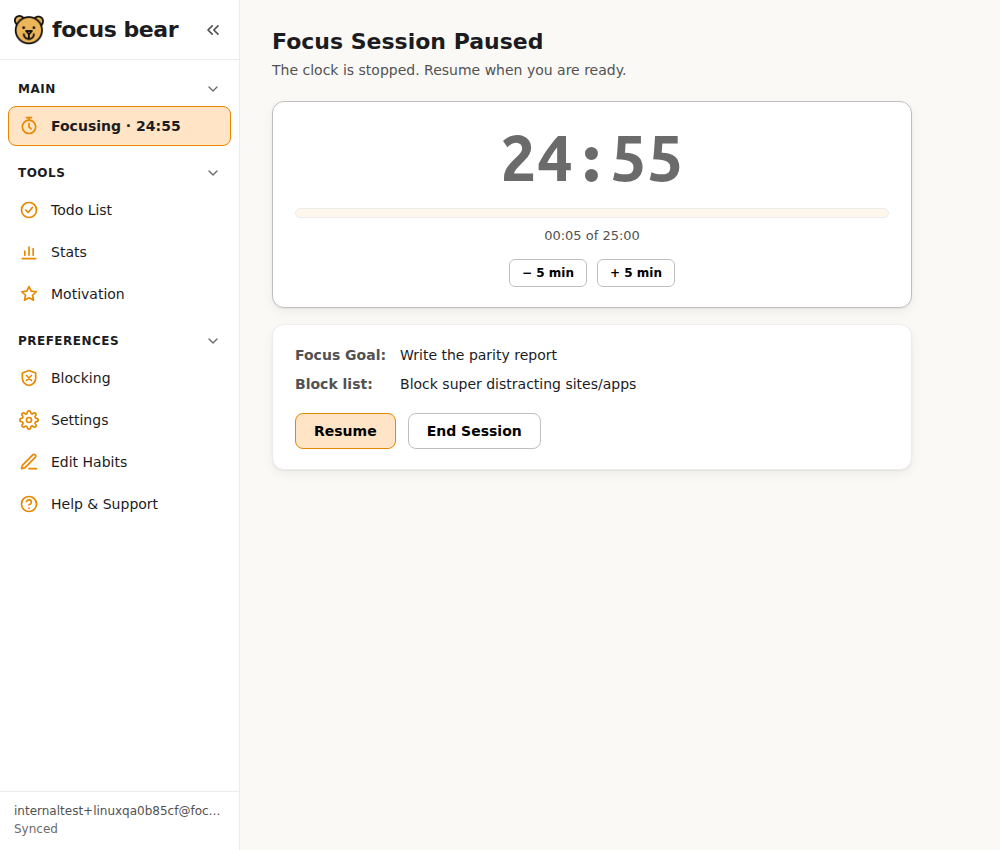 focus bear
MAIN
Focusing · 24:55
TOOLS
Todo List
Stats
Motivation
PREFERENCES
Blocking
Settings
Edit Habits
Help & Support
internaltest+linuxqa0b85cf@foc...
Synced
Focus Session Paused
The clock is stopped. Resume when you are ready.
24:55
00:05 of 25:00
− 5 min + 5 min
Focus Goal: Write the parity report
Block list: Block super distracting sites/apps
Resume End Session